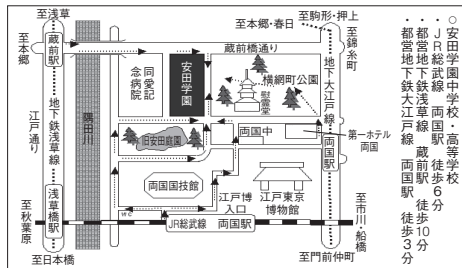 ○安田学園中学校・高等学校
・JR総武線 両国駅 徒歩6分
・都営地下鉄浅草線 蔵前駅 徒歩10分
・都営地下鉄大江戸線 両国駅 徒歩3分
至浅草
至本郷・春日
至駒形・押上
至錦糸町
蔵前橋通り
至本郷
蔵前駅
地下鉄浅草線
江戸通り
浅草橋駅
至秋葉原
至日本橋
隅田川
同愛記念病院
安田学園
横網町公園
慰霊堂
地下鉄大江戸線
旧安田庭園
両国中
第一ホテル両国
両国駅
両国国技館
江戸博入口
江戸東京博物館
JR総武線 両国駅
至市川・船橋
至門前仲町